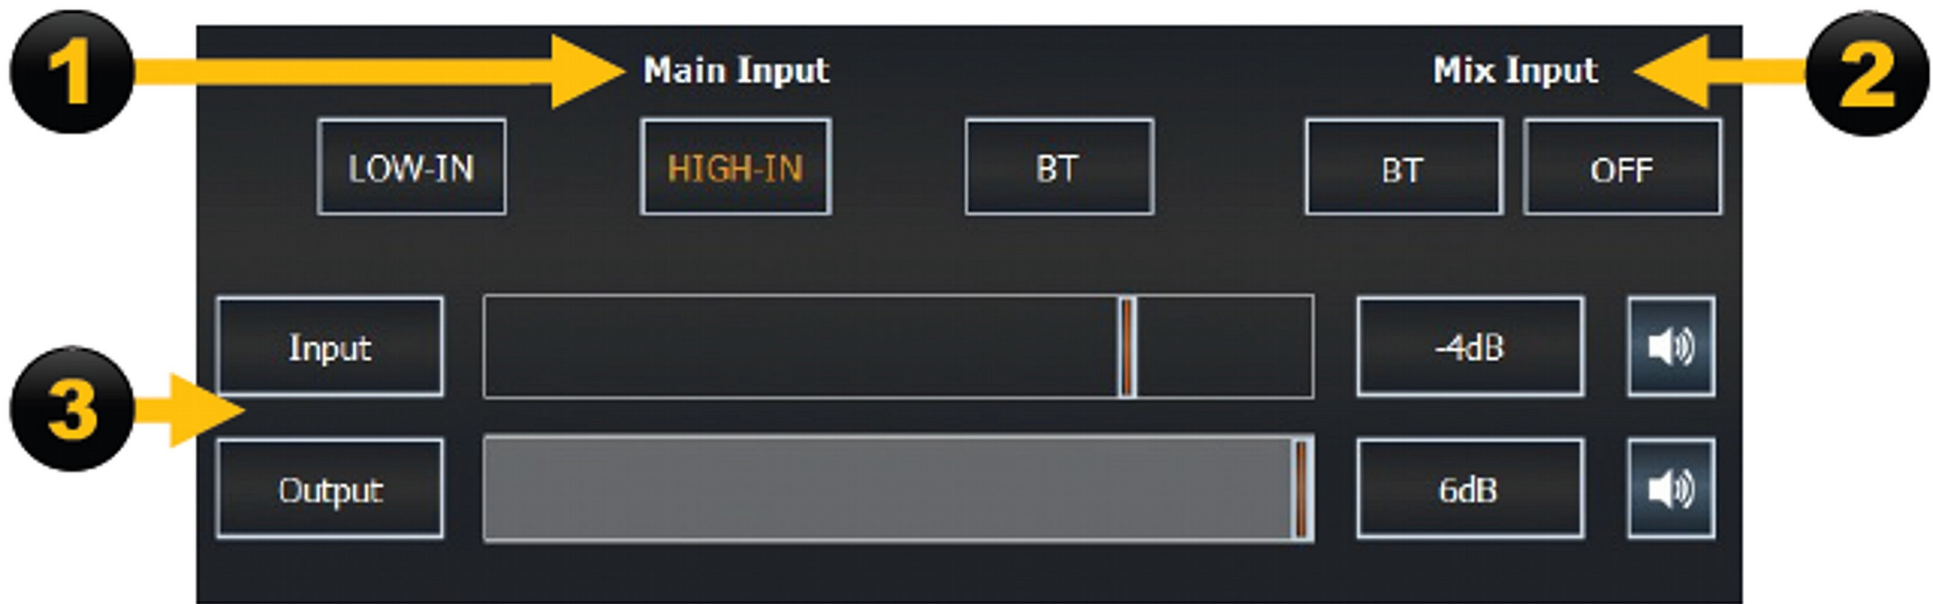 1 Main Input Mix Input 2
LOW-IN HIGH-IN BT BT OFF
Input -4dB
3
Output 6dB